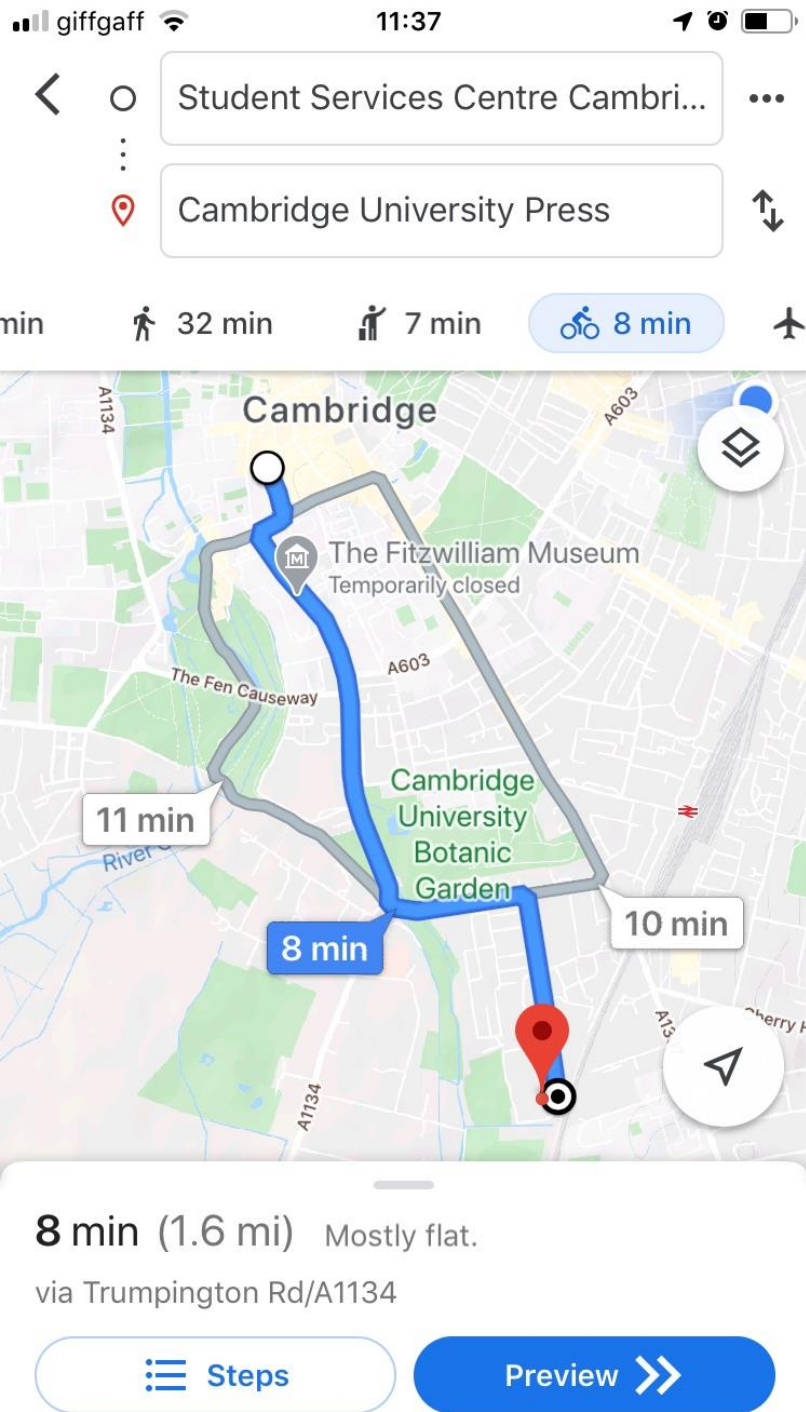 giffgaff 11:37
Student Services Centre Cambri...
Cambridge University Press
min 32 min 7 min 8 min
A1134
Cambridge
A603
The Fitzwilliam Museum
Temporarily closed
A603
The Fen Causeway
Cambridge
University
Botanic
Garden
11 min
River
10 min
8 min
A1134
8 min (1.6 mi) Mostly flat.
via Trumpington Rd/A1134
Steps Preview